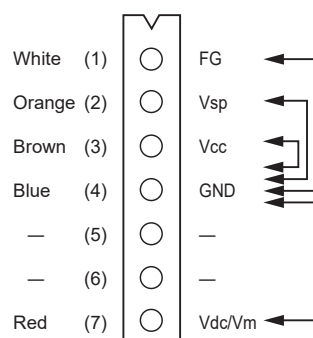 White (1) FG
Orange (2) Vsp
Brown (3) Vcc
Blue (4) GND
— (5) —
— (6) —
Red (7) Vdc/Vm